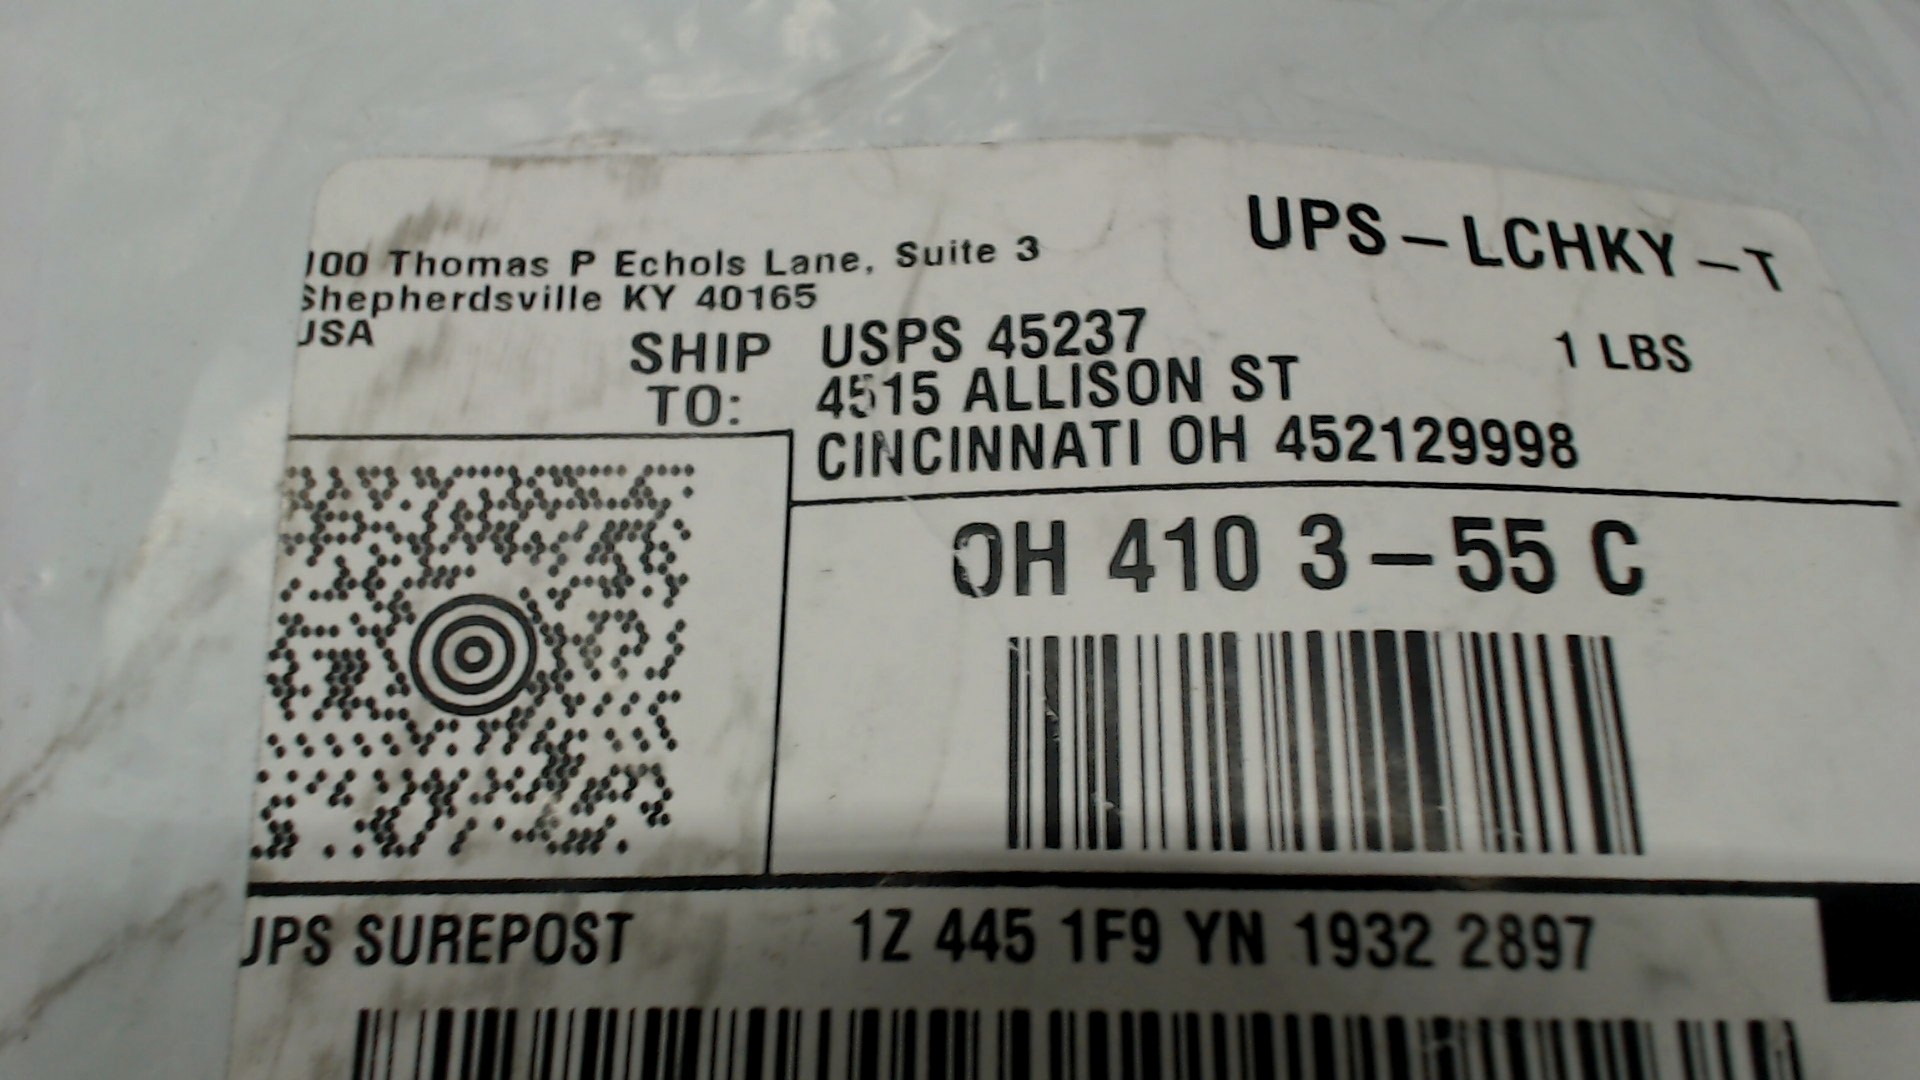 100 Thomas P Echols Lane, Suite 3
Shepherdsville KY 40165
USA
UPS-LCHKY-T
1 LBS
SHIP TO:
USPS 45237
4515 ALLISON ST
CINCINNATI OH 452129998
OH 410 3-55 C
UPS SUREPOST
1Z 445 1F9 YN 1932 2897